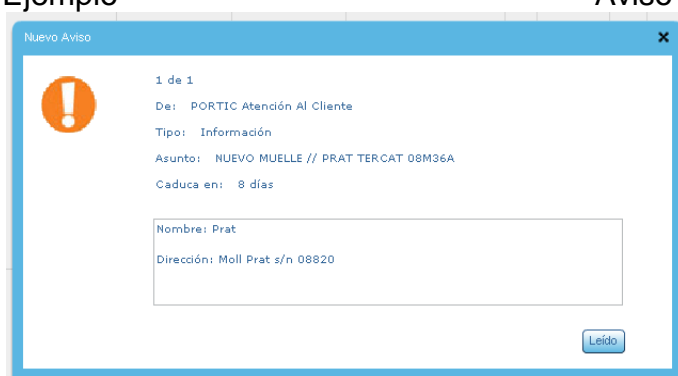 Ejemplo Aviso
Nuevo Aviso
1 de 1
De: PORTIC Atención Al Cliente
Tipo: Información
Asunto: NUEVO MUELLE // PRAT TERCAT 08M36A
Caduca en: 8 días
Nombre: Prat
Dirección: Moll Prat s/n 08820
Leído